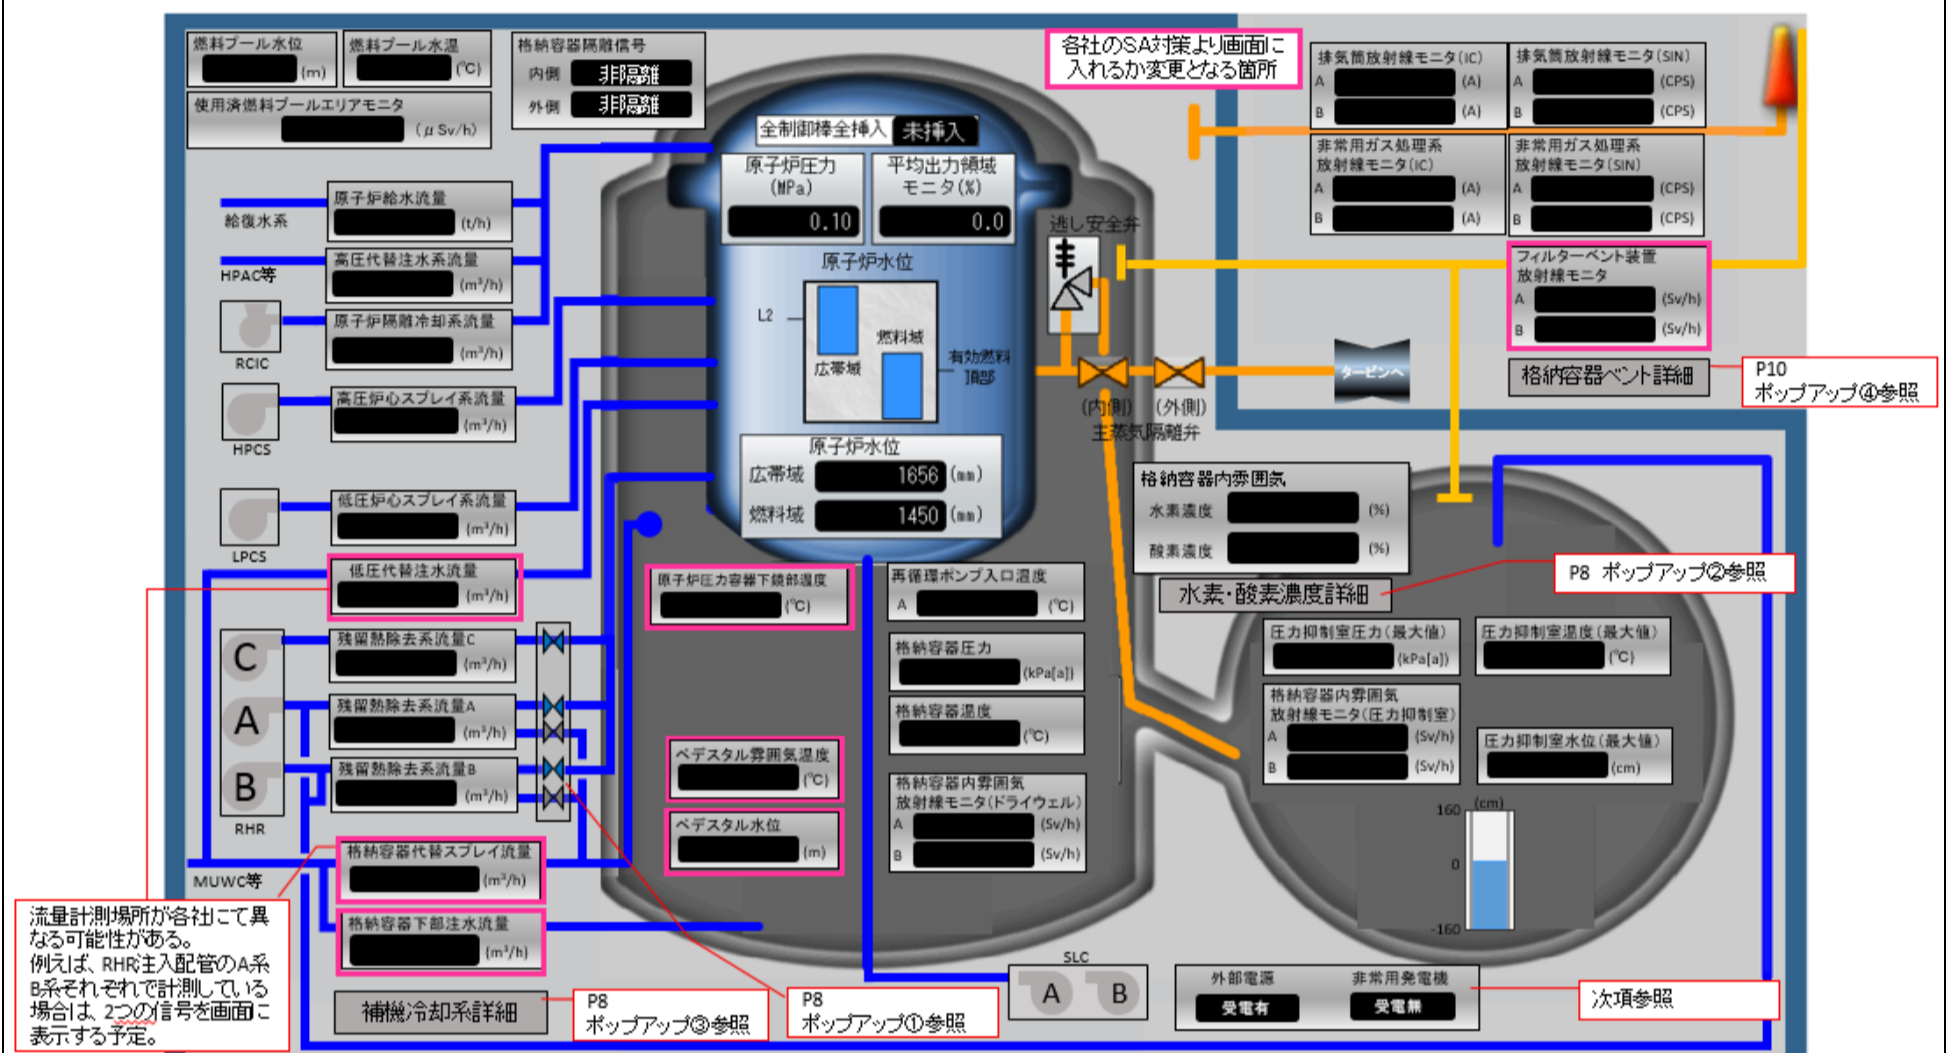 燃料プール水位
(m)
燃料プール水温
(℃)
使用済燃料プールエリアモニタ
(μSv/h)
格納容器隔離信号
内側 非隔離
外側 非隔離
各社のSA対策より画面に
入れるか変更となる箇所
排気筒放射線モニタ(IC)
A (A)
B (A)
排気筒放射線モニタ(SIN)
A (CPS)
B (CPS)
非常用ガス処理系
放射線モニタ(IC)
A (A)
B (A)
非常用ガス処理系
放射線モニタ(SIN)
A (CPS)
B (CPS)
フィルターベント装置
放射線モニタ
A (Sv/h)
B (Sv/h)
格納容器ベント詳細
P10
ポップアップ④参照
全制御棒全挿入 未挿入
原子炉圧力
(MPa)
0.10
平均出力領域
モニタ(%)
0.0
原子炉水位
L2
広帯域
燃料域
有効燃料
頂部
原子炉水位
広帯域 1656 (mm)
燃料域 1450 (mm)
逃し安全弁
(内側) (外側)
主蒸気隔離弁
タービンへ
給復水系
原子炉給水流量
(t/h)
HPAC等
高圧代替注水系流量
(m³/h)
RCIC
原子炉隔離冷却系流量
(m³/h)
HPCS
高圧炉心スプレイ系流量
(m³/h)
LPCS
低圧炉心スプレイ系流量
(m³/h)
低圧代替注水流量
(m³/h)
C
A
B
RHR
残留熱除去系流量C
(m³/h)
残留熱除去系流量A
(m³/h)
残留熱除去系流量B
(m³/h)
MUWC等
格納容器代替スプレイ流量
(m³/h)
格納容器下部注水流量
(m³/h)
流量計測場所が各社にて異
なる可能性がある。
例えば、RHR注入配管のA系
B系それぞれで計測している
場合は、2つの信号を画面に
表示する予定。
補機冷却系詳細
P8
ポップアップ③参照
P8
ポップアップ①参照
原子炉圧力容器下鏡部温度
(℃)
ペデスタル雰囲気温度
(℃)
ペデスタル水位
(m)
再循環ポンプ入口温度
A (℃)
格納容器圧力
(kPa[a])
格納容器温度
(℃)
格納容器内雰囲気
放射線モニタ(ドライウェル)
A (Sv/h)
B (Sv/h)
格納容器内雰囲気
水素濃度 (%)
酸素濃度 (%)
水素・酸素濃度詳細
P8 ポップアップ②参照
圧力抑制室圧力(最大値)
(kPa[a])
圧力抑制室温度(最大値)
(℃)
格納容器内雰囲気
放射線モニタ(圧力抑制室)
A (Sv/h)
B (Sv/h)
圧力抑制室水位(最大値)
(cm)
(cm)
160
0
-160
SLC
A B
外部電源
受電有
非常用発電機
受電無
次項参照